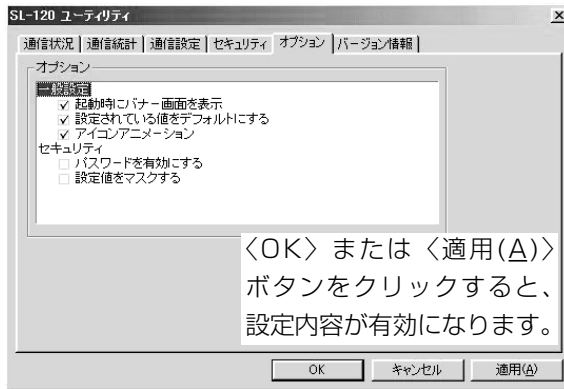 SL-120 ユーティリティ
通信状況 通信統計 通信設定 セキュリティ オプション バージョン情報
オプション
一般設定
起動時にバナー画面を表示
設定されている値をデフォルトにする
アイコンアニメーション
セキュリティ
パスワードを有効にする
設定値をマスクする
〈OK〉または〈適用(A)〉
ボタンをクリックすると、
設定内容が有効になります。
OK キャンセル 適用(A)